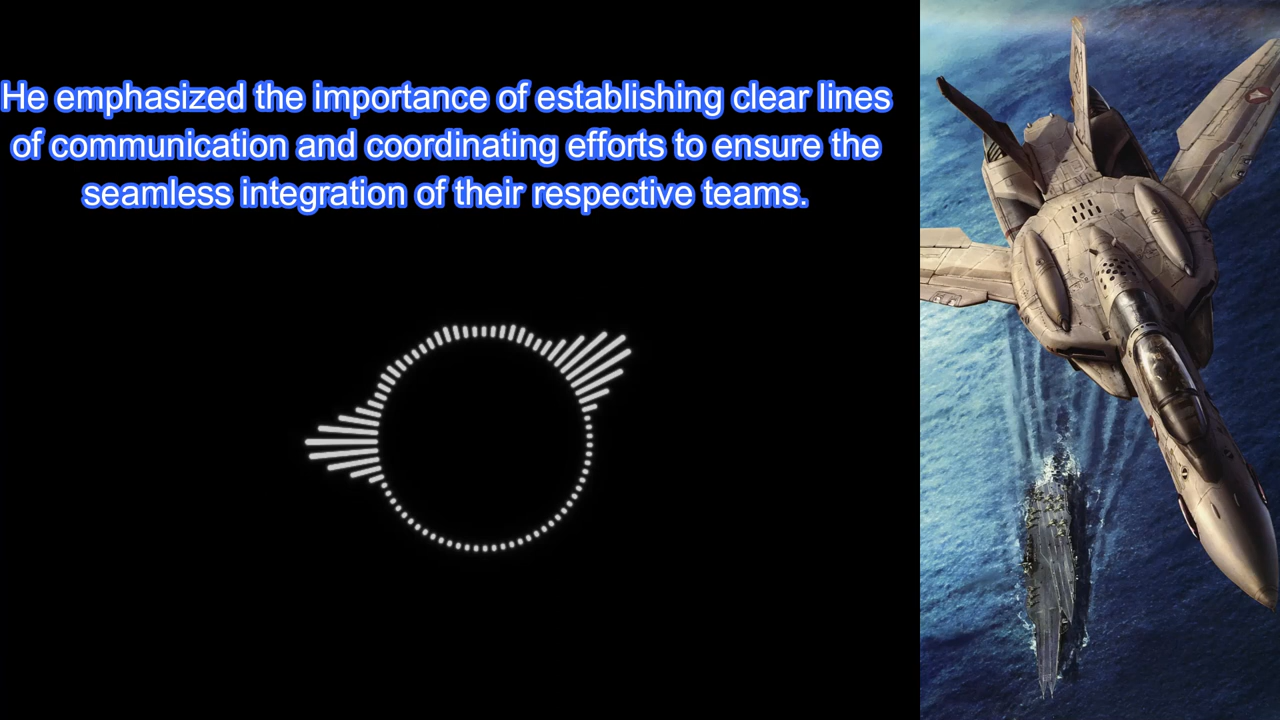 He emphasized the importance of establishing clear lines
of communication and coordinating efforts to ensure the
seamless integration of their respective teams.